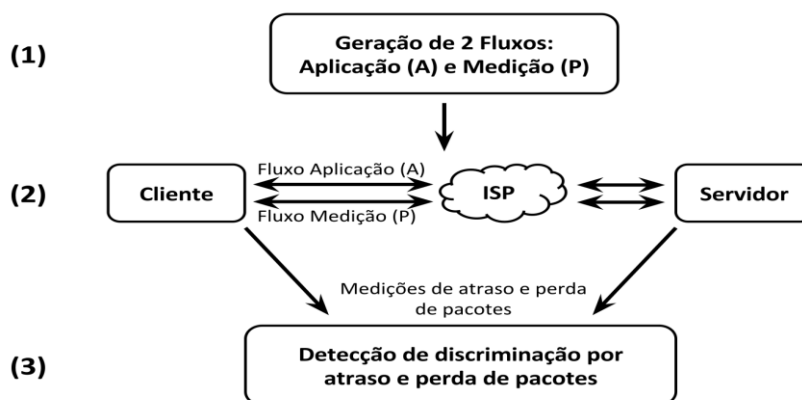 (1)
Geração de 2 Fluxos:
Aplicação (A) e Medição (P)
(2)
Cliente
Fluxo Aplicação (A)
Fluxo Medição (P)
ISP
Servidor
Medições de atraso e perda
de pacotes
(3)
Detecção de discriminação por
atraso e perda de pacotes